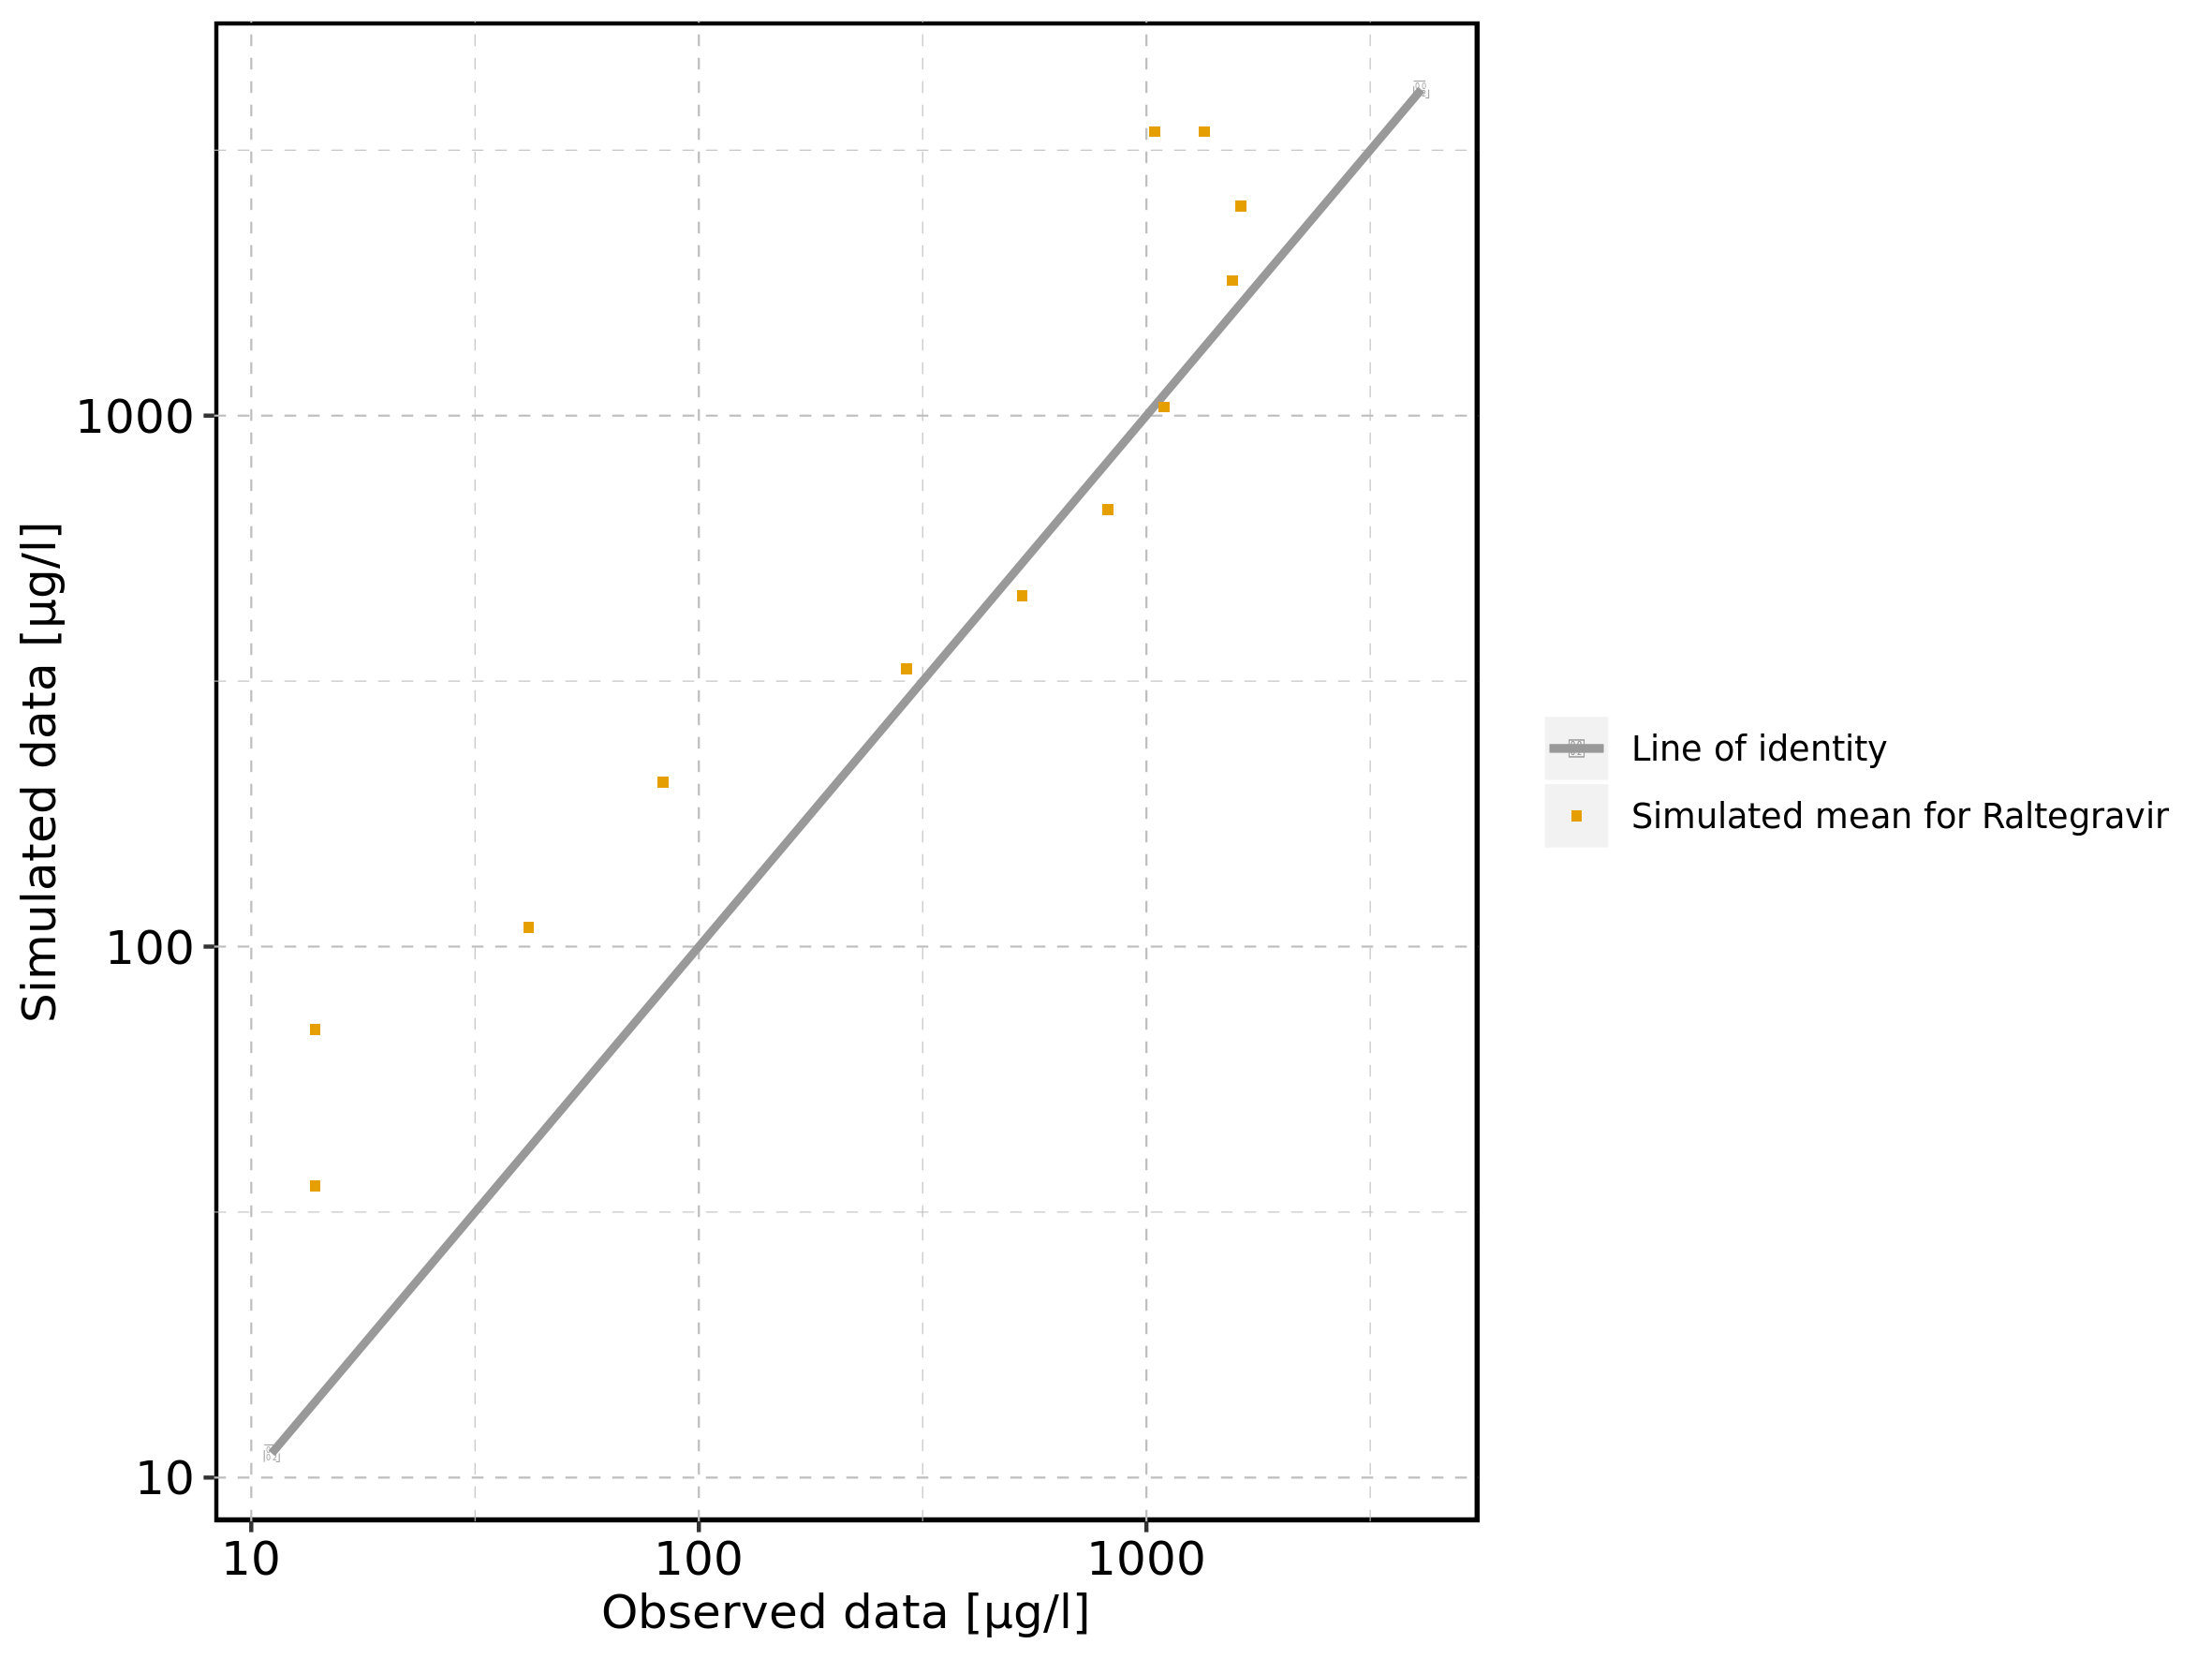 1000
100
10
10
100
1000
Observed data [µg/l]
Simulated data [µg/l]
Line of identity
Simulated mean for Raltegravir